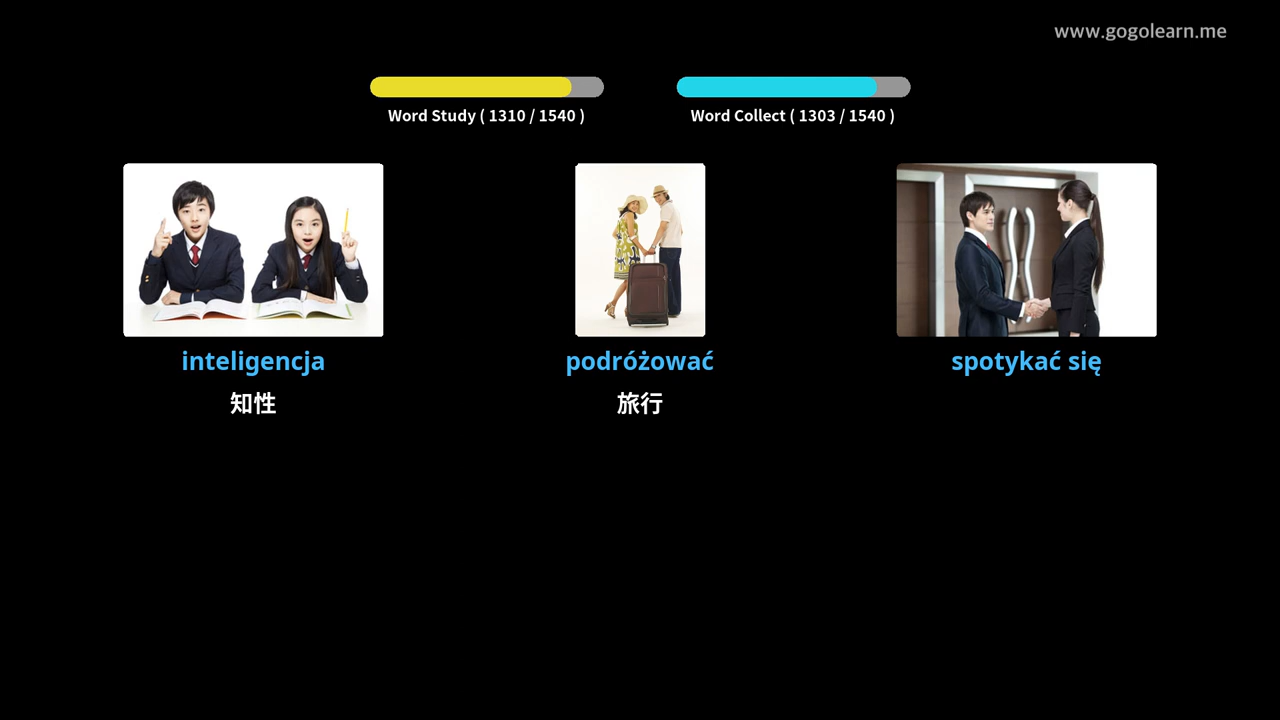 www.gogolearn.me
Word Study ( 1310 / 1540 )
Word Collect ( 1303 / 1540 )
inteligencja
知性
podróżować
旅行
spotykać się